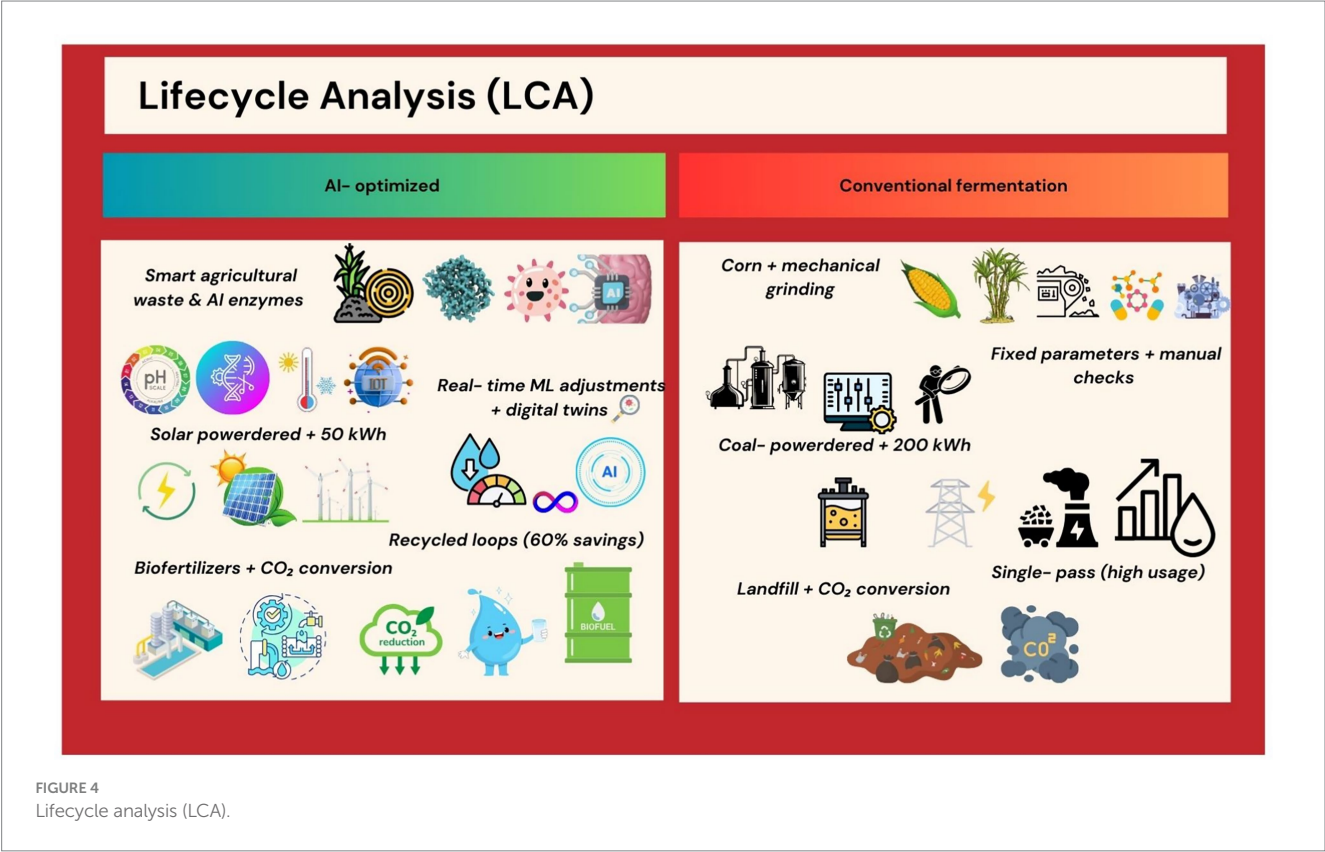 Lifecycle Analysis (LCA)
AI- optimized
Conventional fermentation
Smart agricultural
waste & AI enzymes
AI
pH
SCALE
IOT
Real- time ML adjustments
+ digital twins
Solar powerdered + 50 kWh
AI
Recycled loops (60% savings)
Biofertilizers + CO₂ conversion
CO₂
reduction
BIOFUEL
Corn + mechanical
grinding
Fixed parameters + manual
checks
Coal- powerdered + 200 kWh
Single- pass (high usage)
Landfill + CO₂ conversion
CO²
FIGURE 4
Lifecycle analysis (LCA).